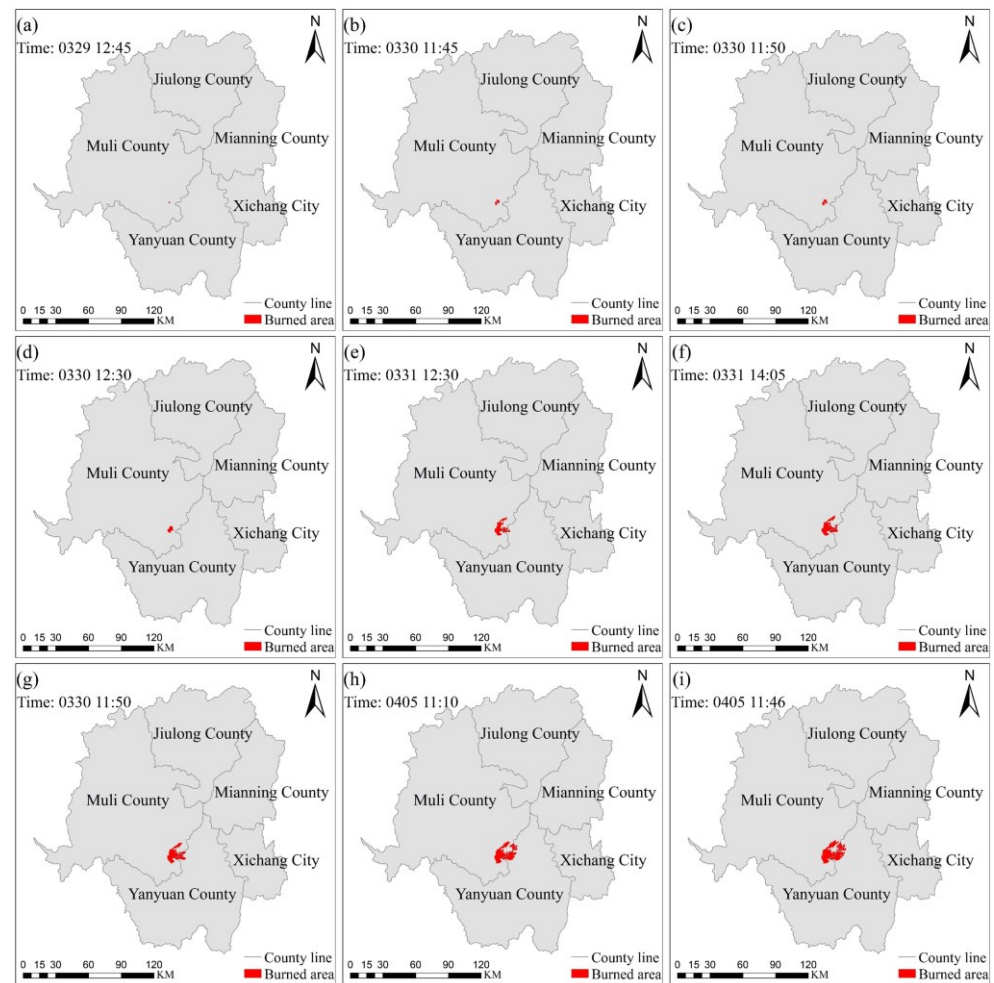 (a)
N
Time: 0329 12:45
Jiulong County
Mianning County
Muli County
Xichang City
Yanyuan County
County line
0 15 30 60 90 120
KM
Burned area
(b)
N
Time: 0330 11:45
Jiulong County
Mianning County
Muli County
Xichang City
Yanyuan County
County line
0 15 30 60 90 120
KM
Burned area
(c)
N
Time: 0330 11:50
Jiulong County
Mianning County
Muli County
Xichang City
Yanyuan County
County line
0 15 30 60 90 120
KM
Burned area
(d)
N
Time: 0330 12:30
Jiulong County
Mianning County
Muli County
Xichang City
Yanyuan County
County line
0 15 30 60 90 120
KM
Burned area
(e)
N
Time: 0331 12:30
Jiulong County
Mianning County
Muli County
Xichang City
Yanyuan County
County line
0 15 30 60 90 120
KM
Burned area
(f)
N
Time: 0331 14:05
Jiulong County
Mianning County
Muli County
Xichang City
Yanyuan County
County line
0 15 30 60 90 120
KM
Burned area
(g)
N
Time: 0330 11:50
Jiulong County
Mianning County
Muli County
Xichang City
Yanyuan County
County line
0 15 30 60 90 120
KM
Burned area
(h)
N
Time: 0405 11:10
Jiulong County
Mianning County
Muli County
Xichang City
Yanyuan County
County line
0 15 30 60 90 120
KM
Burned area
(i)
N
Time: 0405 11:46
Jiulong County
Mianning County
Muli County
Xichang City
Yanyuan County
County line
0 15 30 60 90 120
KM
Burned area